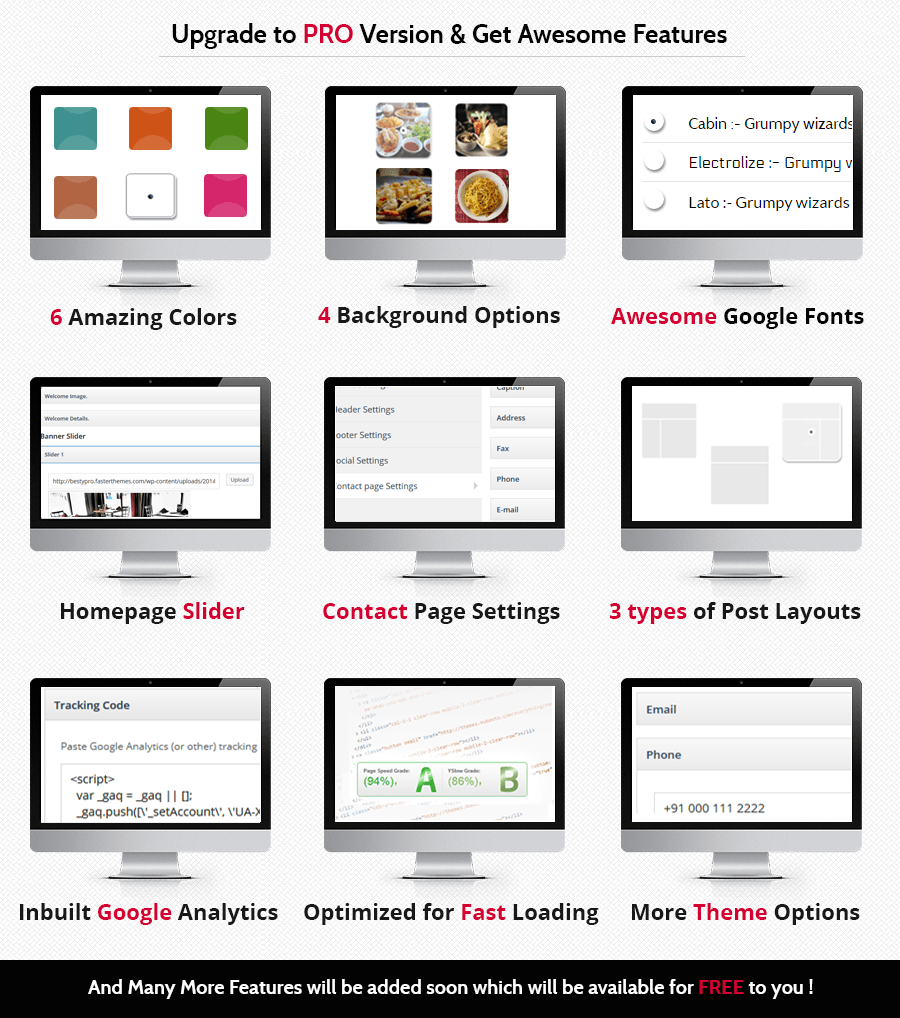 Upgrade to PRO Version & Get Awesome Features
Cabin :- Grumpy wizards
Electrolize :- Grumpy w
Lato :- Grumpy wizards
6 Amazing Colors
4 Background Options
Awesome Google Fonts
Welcome Image.
Welcome Details.
Banner Slider
Slider 1
http://bestypro.fasterthemes.com/wp-content/uploads/2014
Upload
eader Settings
ooter Settings
ocial Settings
ontact page Settings
Caption
Address
Fax
Phone
E-mail
Homepage Slider
Contact Page Settings
3 types of Post Layouts
Tracking Code
Paste Google Analytics (or other) tracking
<script>
var _gaq = _gaq || [];
_gaq.push([\'_setAccount\', \'UA-X
Page Speed Grade:
(94%),
A
YSlow Grade:
(86%),
B
Email
Phone
+91 000 111 2222
Inbuilt Google Analytics
Optimized for Fast Loading
More Theme Options
And Many More Features will be added soon which will be available for FREE to you !